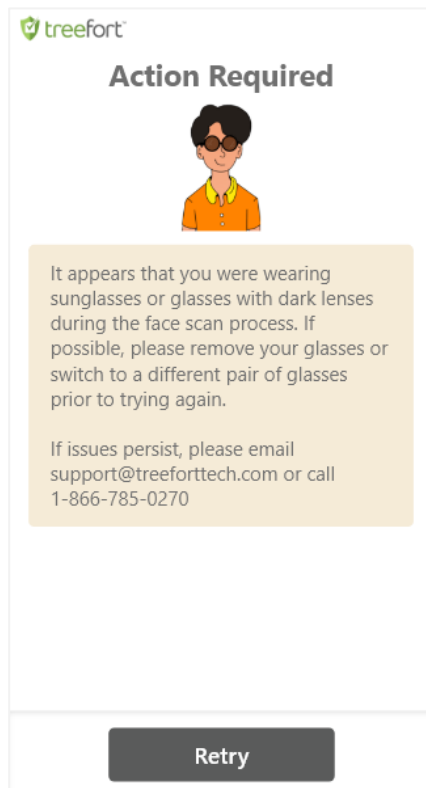 treefort™
Action Required
It appears that you were wearing
sunglasses or glasses with dark lenses
during the face scan process. If
possible, please remove your glasses or
switch to a different pair of glasses
prior to trying again.
If issues persist, please email
support@treeforttech.com or call
1-866-785-0270
Retry